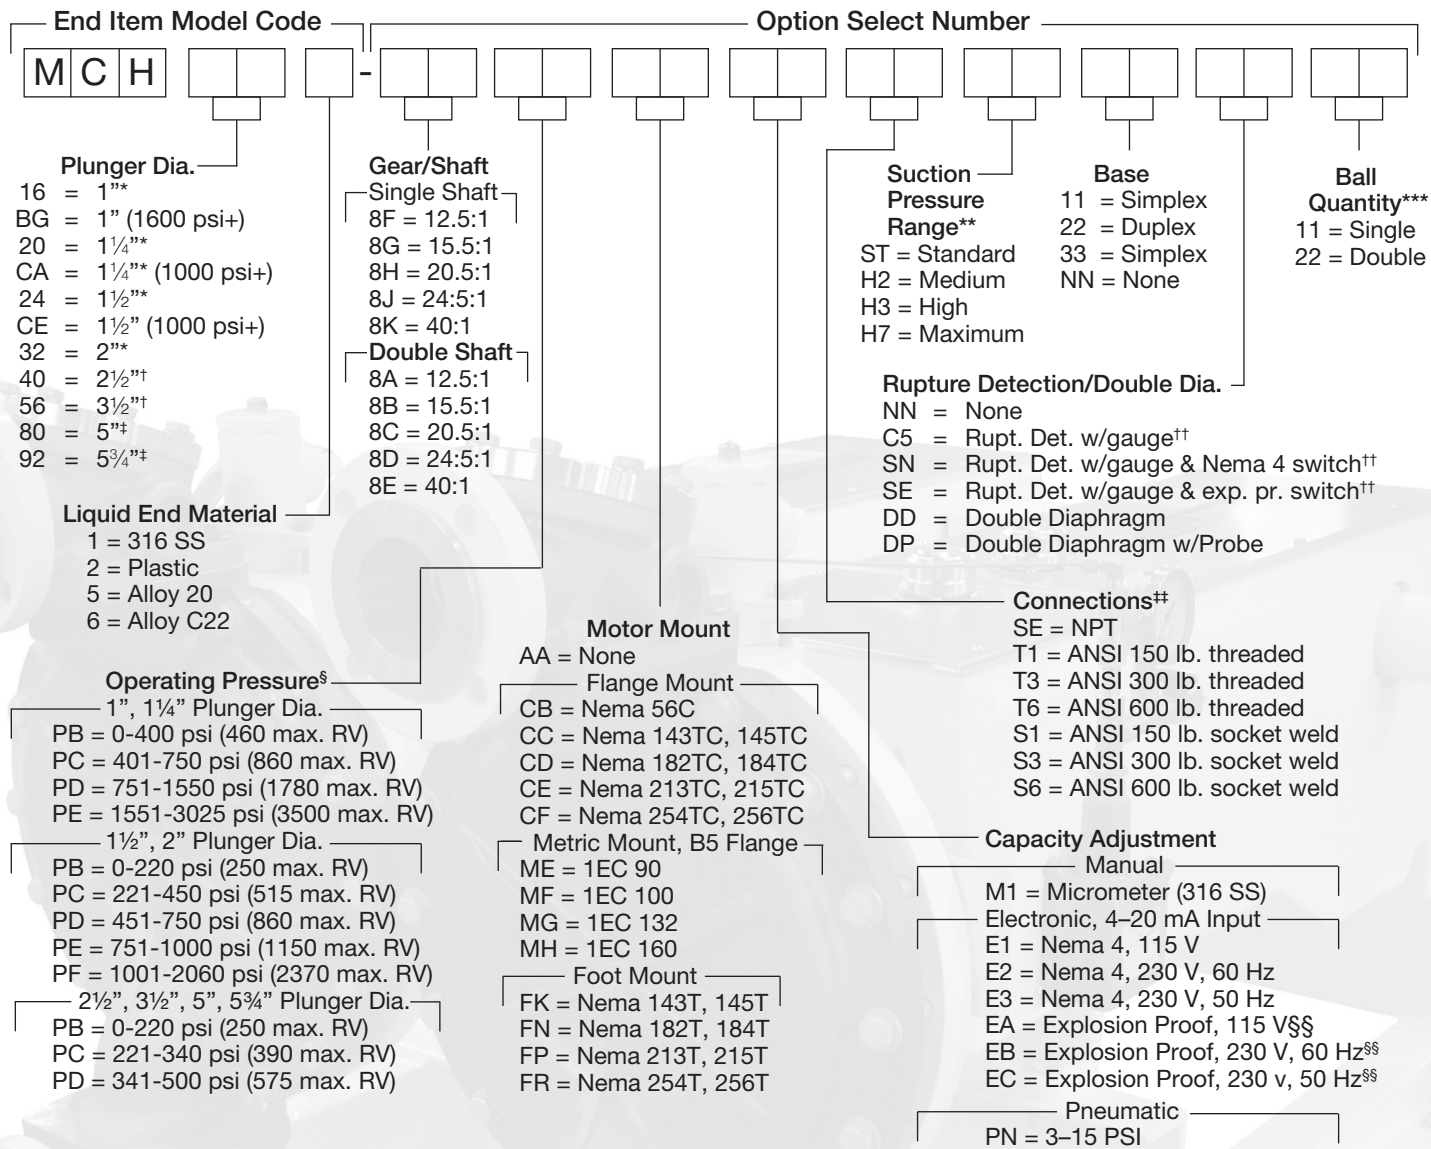 End Item Model Code
Option Select Number
M C H -
Plunger Dia.
16 = 1”*
BG = 1” (1600 psi+)
20 = 1¼”*
CA = 1¼”* (1000 psi+)
24 = 1½”*
CE = 1½” (1000 psi+)
32 = 2”*
40 = 2½”†
56 = 3½”†
80 = 5”‡
92 = 5¾”‡
Liquid End Material
1 = 316 SS
2 = Plastic
5 = Alloy 20
6 = Alloy C22
Gear/Shaft
Single Shaft
8F = 12.5:1
8G = 15.5:1
8H = 20.5:1
8J = 24:5:1
8K = 40:1
Double Shaft
8A = 12.5:1
8B = 15.5:1
8C = 20.5:1
8D = 24:5:1
8E = 40:1
Operating Pressure§
1”, 1¼” Plunger Dia.
PB = 0-400 psi (460 max. RV)
PC = 401-750 psi (860 max. RV)
PD = 751-1550 psi (1780 max. RV)
PE = 1551-3025 psi (3500 max. RV)
1½”, 2” Plunger Dia.
PB = 0-220 psi (250 max. RV)
PC = 221-450 psi (515 max. RV)
PD = 451-750 psi (860 max. RV)
PE = 751-1000 psi (1150 max. RV)
PF = 1001-2060 psi (2370 max. RV)
2½”, 3½”, 5”, 5¾” Plunger Dia.
PB = 0-220 psi (250 max. RV)
PC = 221-340 psi (390 max. RV)
PD = 341-500 psi (575 max. RV)
Motor Mount
AA = None
Flange Mount
CB = Nema 56C
CC = Nema 143TC, 145TC
CD = Nema 182TC, 184TC
CE = Nema 213TC, 215TC
CF = Nema 254TC, 256TC
Metric Mount, B5 Flange
ME = 1EC 90
MF = 1EC 100
MG = 1EC 132
MH = 1EC 160
Foot Mount
FK = Nema 143T, 145T
FN = Nema 182T, 184T
FP = Nema 213T, 215T
FR = Nema 254T, 256T
Suction
Pressure
Range**
ST = Standard
H2 = Medium
H3 = High
H7 = Maximum
Base
11 = Simplex
22 = Duplex
33 = Simplex
NN = None
Ball
Quantity***
11 = Single
22 = Double
Rupture Detection/Double Dia.
NN = None
C5 = Rupt. Det. w/gauge††
SN = Rupt. Det. w/gauge & Nema 4 switch††
SE = Rupt. Det. w/gauge & exp. pr. switch††
DD = Double Diaphragm
DP = Double Diaphragm w/Probe
Connections‡‡
SE = NPT
T1 = ANSI 150 lb. threaded
T3 = ANSI 300 lb. threaded
T6 = ANSI 600 lb. threaded
S1 = ANSI 150 lb. socket weld
S3 = ANSI 300 lb. socket weld
S6 = ANSI 600 lb. socket weld
Capacity Adjustment
Manual
M1 = Micrometer (316 SS)
Electronic, 4–20 mA Input
E1 = Nema 4, 115 V
E2 = Nema 4, 230 V, 60 Hz
E3 = Nema 4, 230 V, 50 Hz
EA = Explosion Proof, 115 V§§
EB = Explosion Proof, 230 V, 60 Hz§§
EC = Explosion Proof, 230 v, 50 Hz§§
Pneumatic
PN = 3–15 PSI